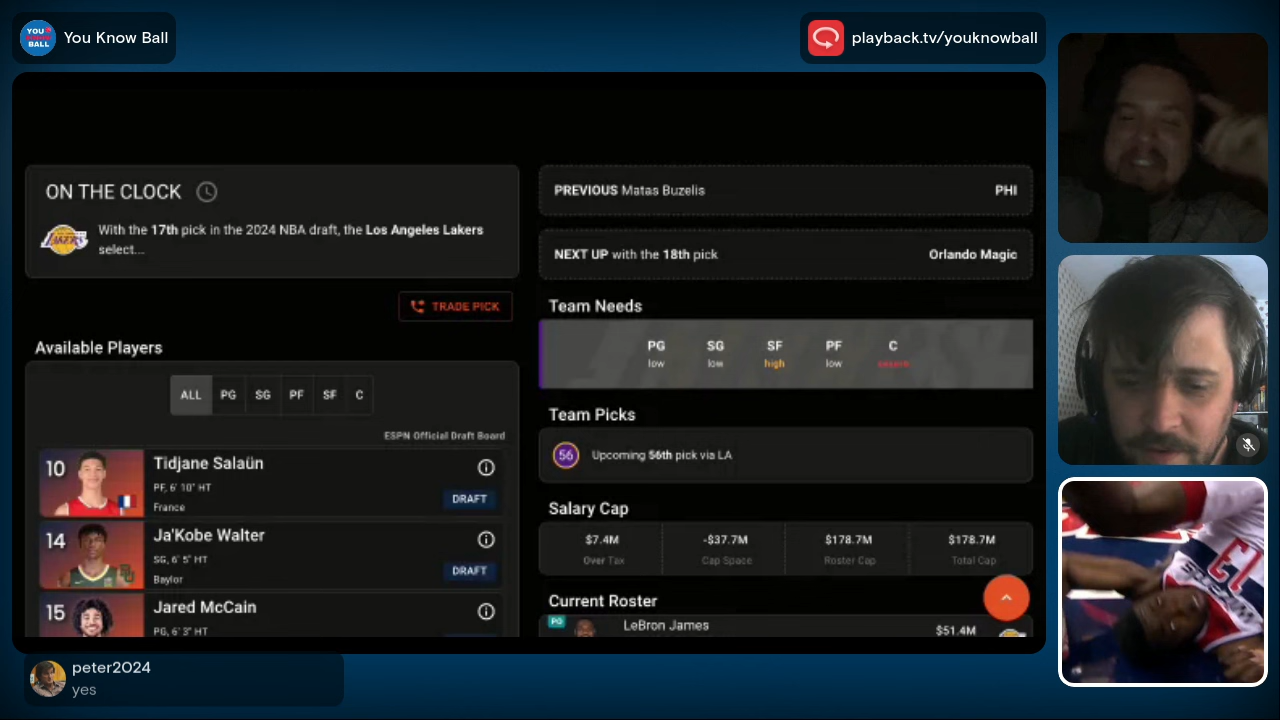 YOU KNOW BALL
You Know Ball
playback.tv/youknowball
ON THE CLOCK
LAKERS
With the 17th pick in the 2024 NBA draft, the Los Angeles Lakers
select...
TRADE PICK
PREVIOUS Matas Buzelis PHI
NEXT UP with the 18th pick Orlando Magic
Team Needs
PG SG SF PF C
low low high low severe
Team Picks
56 Upcoming 56th pick via LA
Salary Cap
$7.4M -$37.7M $178.7M $178.7M
Over Tax Cap Space Roster Cap Total Cap
Current Roster
PG LeBron James $51.4M
Available Players
ALL PG SG PF SF C
ESPN Official Draft Board
10 Tidjane Salaün
PF, 6' 10" HT
France
DRAFT
14 Ja'Kobe Walter
SG, 6' 5" HT
Baylor
DRAFT
15 Jared McCain
PG, 6' 3" HT
peter2024
yes
13